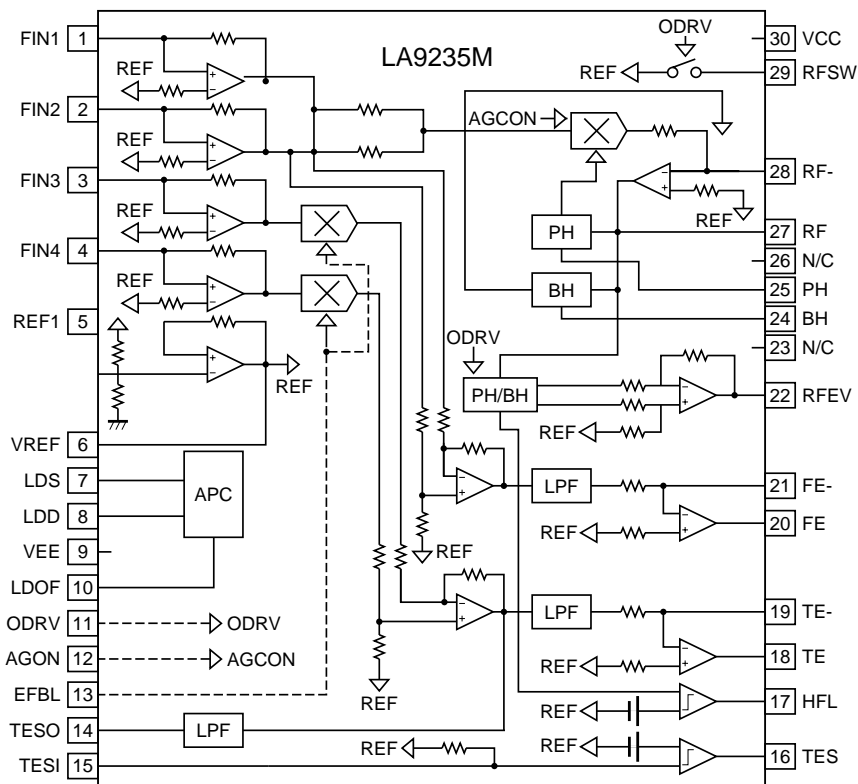 LA9235M
FIN1 1
FIN2 2
FIN3 3
FIN4 4
REF1 5
VREF 6
LDS 7
LDD 8
VEE 9
LDOF 10
ODRV 11
AGON 12
EFBL 13
TESO 14
TESI 15
30 VCC
29 RFSW
28 RF-
27 RF
26 N/C
25 PH
24 BH
23 N/C
22 RFEV
21 FE-
20 FE
19 TE-
18 TE
17 HFL
16 TES
REF
+
−
REF
+
−
REF
+
−
REF
+
−
+
−
REF
APC
ODRV
AGCON
LPF
ODRV
REF
AGCON
−
+
REF
PH
BH
ODRV
PH/BH
−
+
REF
−
+
REF
LPF
−
+
REF
−
+
REF
LPF
−
+
REF
REF
REF
REF